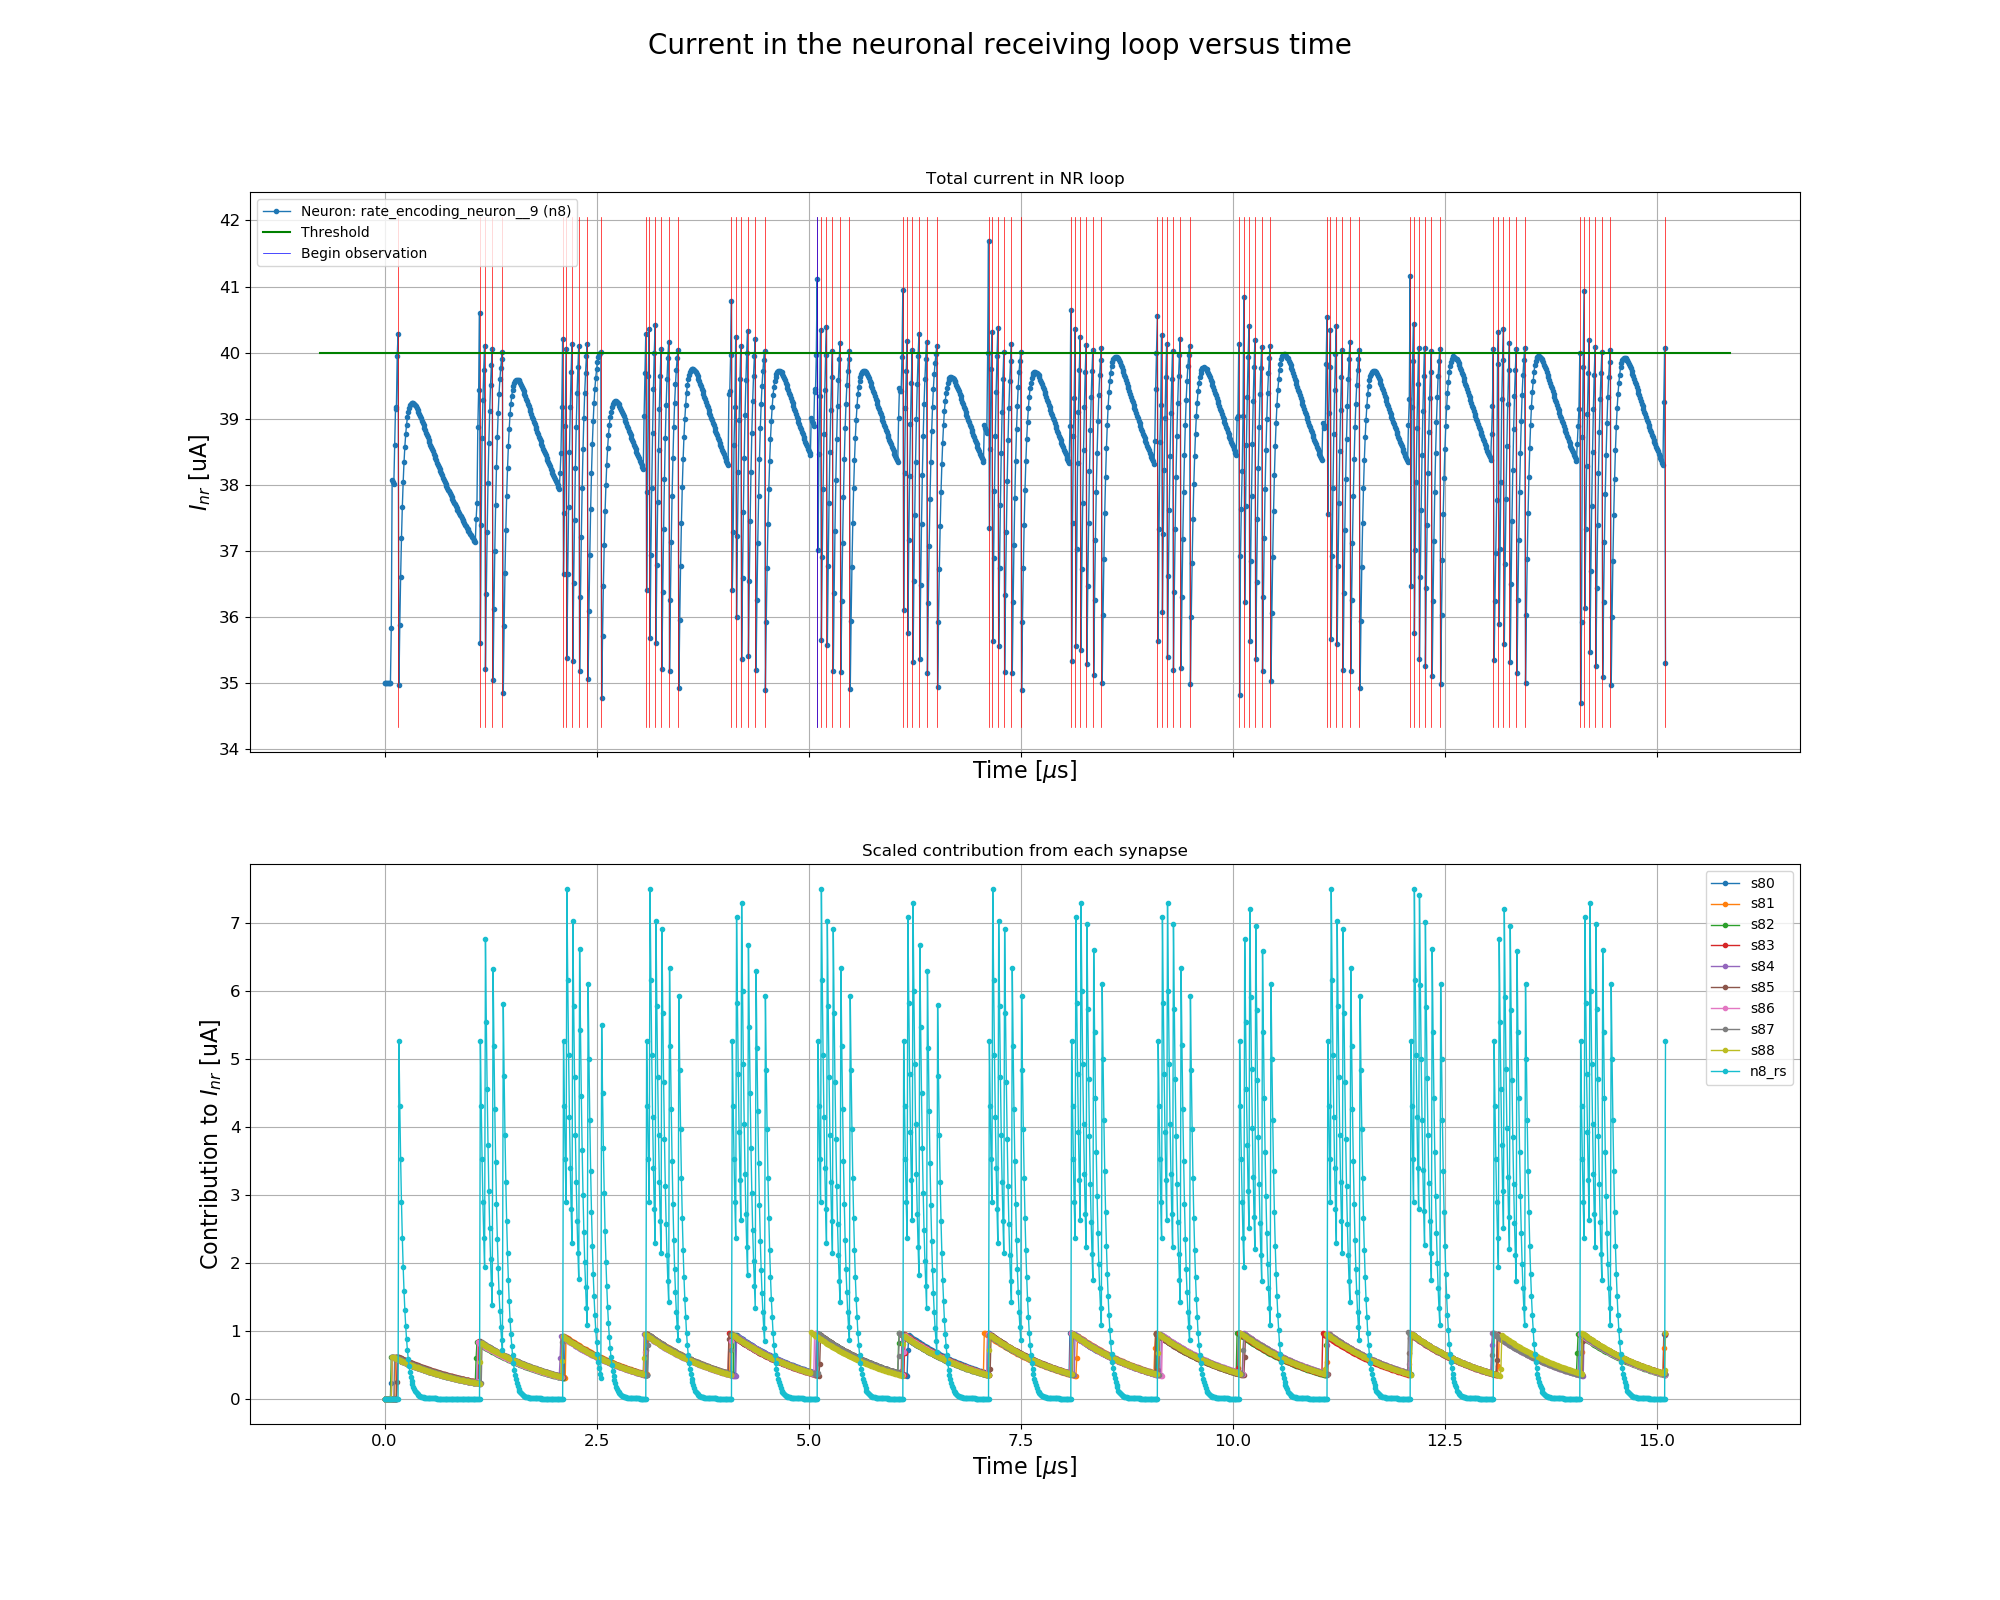 Current in the neuronal receiving loop versus time
Total current in NR loop
Neuron: rate_encoding_neuron__9 (n8)
Threshold
Begin observation
42
41
40
39
38
37
36
35
34
I_nr [uA]
Time [μs]
Scaled contribution from each synapse
s80
s81
s82
s83
s84
s85
s86
s87
s88
n8_rs
7
6
5
4
3
2
1
0
Contribution to I_nr [uA]
0.0 2.5 5.0 7.5 10.0 12.5 15.0
Time [μs]